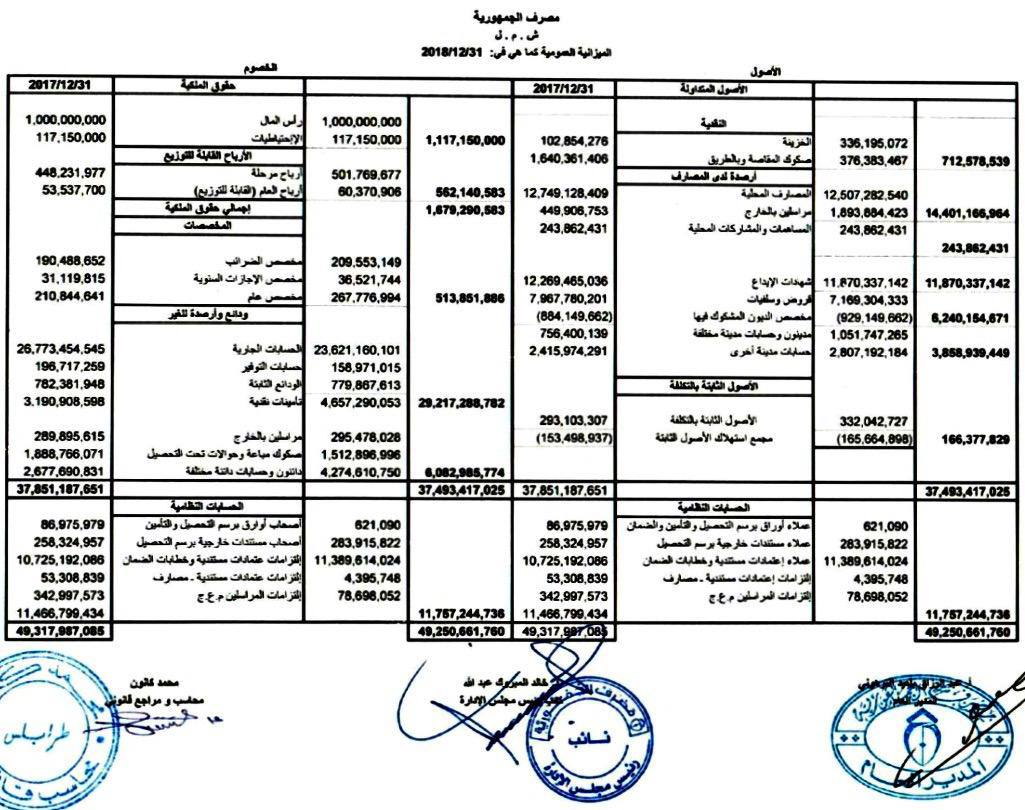 مصرف الجمهورية
ش . م . ل
الميزانية العمومية كما هي في: 2018/12/31
الأصول
الأصول المتداولة 2017/12/31
النقدية
712,578,539 336,195,072 الخزينة 102,854,276
376,383,467 صكوك المقاصة وبالطريق 1,640,361,406
أرصدة لدى المصارف
12,507,282,540 المصارف المحلية 12,749,128,409
14,401,166,964 1,893,884,423 مراسلين بالخارج 449,906,753
243,862,431 المساهمات والمشاركات المحلية 243,862,431
243,862,431
11,870,337,142 11,870,337,142 شهدات الإيداع 12,269,465,036
7,169,304,333 قروض وسلفيات 7,967,780,201
6,240,154,671 (929,149,662) مخصص الديون المشكوك فيها (884,149,662)
1,051,747,265 مدينون وحسابات مدينة مختلفة 756,400,139
3,858,939,449 2,807,192,184 حسابات مدينة أخرى 2,415,974,291
الأصول الثابتة بالتكلفة
332,042,727 الأصول الثابتة بالتكلفة 293,103,307
166,377,829 (165,664,898) مجمع استهلاك الأصول الثابتة (153,498,937)
37,493,417,025 37,851,187,651
الحسابات النظامية
621,090 عملاء أوراق برسم التحصيل والتأمين والضمان 86,975,979
283,915,822 عملاء مستندات خارجية برسم التحصيل 258,324,957
11,389,614,024 عملاء إعتمادات مستندية وخطابات الضمان 10,725,192,086
4,395,748 إلتزامات إعتمادات مستندية - مصارف 53,308,839
78,698,052 إلتزامات المراسلين م.ع.ج 342,997,573
11,757,244,736 11,466,799,434
49,250,661,760 49,317,987,085
الخصوم
حقوق الملكية 2017/12/31
1,000,000,000 رأس المال 1,000,000,000
1,117,150,000 117,150,000 الإحتياطيات 117,150,000
الأرباح القابلة للتوزيع
501,769,677 أرباح مرحلة 448,231,977
562,140,583 60,370,906 أرباح العام (القابلة للتوزيع) 53,537,700
1,679,290,583 إجمالي حقوق الملكية
المخصصات
209,553,149 مخصص الضرائب 190,488,652
36,521,744 مخصص الإجازات السنوية 31,119,815
513,851,886 267,776,994 مخصص عام 210,844,641
ودائع وأرصدة للغير
23,621,160,101 الحسابات الجارية 26,773,454,545
158,971,015 حسابات التوفير 196,717,259
779,867,613 الودائع الثابتة 782,381,948
29,217,288,782 4,657,290,053 تأمينات نقدية 3.190,908,598
295,478,028 مراسلين بالخارج 289,895,615
1,512,896,996 صكوك مباعة وحوالات تحت التحصيل 1,888,766,071
6,082,985,774 4,274,610,750 دائنون وحسابات دائنة مختلفة 2,677,690,831
37,493,417,025 37,851,187,651
الحسابات النظامية
621,090 أصحاب أوارق برسم التحصيل والتأمين 86,975,979
283,915,822 أصحاب مستندات خارجية برسم التحصيل 258,324,957
11,389,614,024 إلتزامات عتمادات مستندية وخطابات الضمان 10,725,192,086
4,395,748 إلتزامات عتمادات مستندية - مصارف 53,308,839
78,698,052 إلتزامات المراسلين م.ع.ج 342,997,573
11,757,244,736 11,466,799,434
49,250,661,760 49,317,987,085
المدير العام
خالد المبروك عبد الله
نائب رئيس مجلس الإدارة
نائب
رئيس مجلس الإدارة
محمد كانون
محاسب و مراجع قانوني
طرابلس